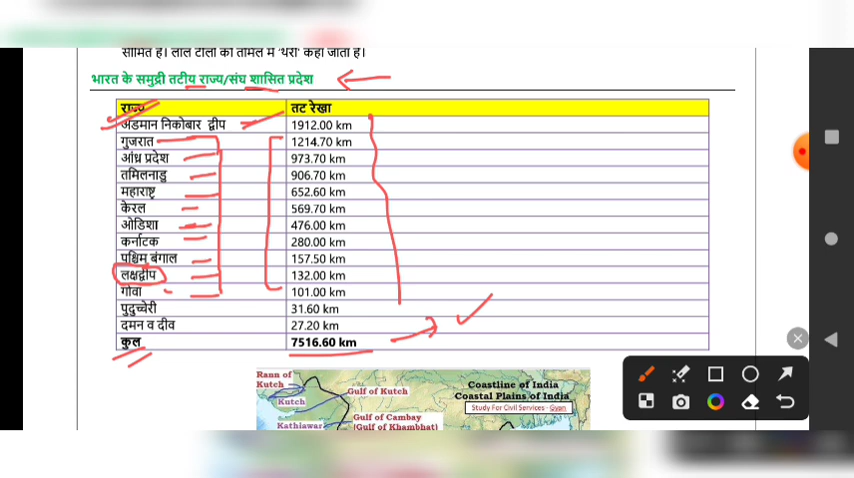 सीमित है। लाल टीलों को तमिल में 'थेरी' कहा जाता है।
भारत के समुद्री तटीय राज्य/संघ शासित प्रदेश
राज्य तट रेखा
अंडमान निकोबार द्वीप 1912.00 km
गुजरात 1214.70 km
आंध्र प्रदेश 973.70 km
तमिलनाडु 906.70 km
महाराष्ट्र 652.60 km
केरल 569.70 km
ओडिशा 476.00 km
कर्नाटक 280.00 km
पश्चिम बंगाल 157.50 km
लक्षद्वीप 132.00 km
गोवा 101.00 km
पुदुच्चेरी 31.60 km
दमन व दीव 27.20 km
कुल 7516.60 km
Rann of
Kutch
Gulf of Kutch
Kutch
Kathiawar
Gulf of Cambay
(Gulf of Khambhat)
Coastline of India
Coastal Plains of India
Study For Civil Services - Gyan